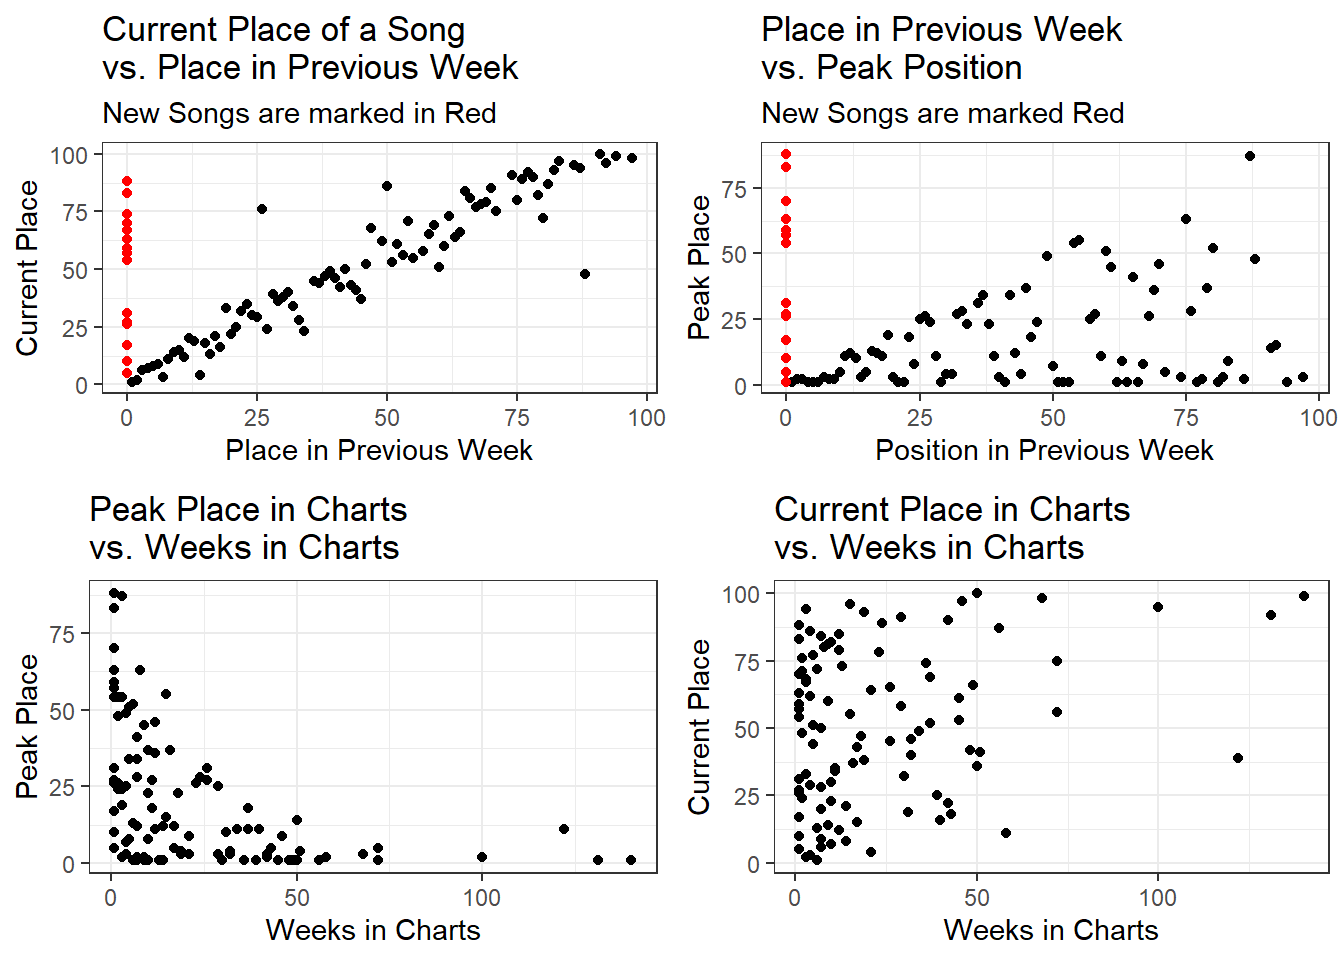 Current Place of a Song
vs. Place in Previous Week
New Songs are marked in Red
100
75
50
25
0
Current Place
0 25 50 75 100
Place in Previous Week
Place in Previous Week
vs. Peak Position
New Songs are marked Red
75
50
25
0
Peak Place
0 25 50 75 100
Position in Previous Week
Peak Place in Charts
vs. Weeks in Charts
75
50
25
0
Peak Place
0 50 100
Weeks in Charts
Current Place in Charts
vs. Weeks in Charts
100
75
50
25
0
Current Place
0 50 100
Weeks in Charts